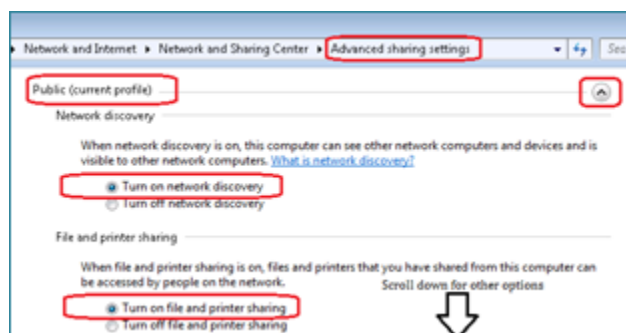 Network and Internet ▸ Network and Sharing Center ▸ Advanced sharing settings
Public (current profile)
Network discovery
When network discovery is on, this computer can see other network computers and devices and is
visible to other network computers. What is network discovery?
Turn on network discovery
Turn off network discovery
File and printer sharing
When file and printer sharing is on, files and printers that you have shared from this computer can
be accessed by people on the network.
Scroll down for other options
Turn on file and printer sharing
Turn off file and printer sharing